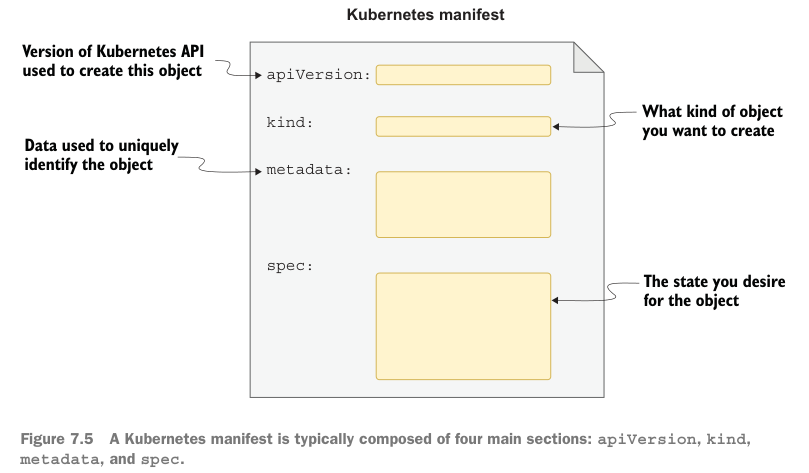 Kubernetes manifest
Version of Kubernetes API
used to create this object
apiVersion:
kind:
What kind of object
you want to create
Data used to uniquely
identify the object
metadata:
spec:
The state you desire
for the object
Figure 7.5 A Kubernetes manifest is typically composed of four main sections: apiVersion, kind,
metadata, and spec.